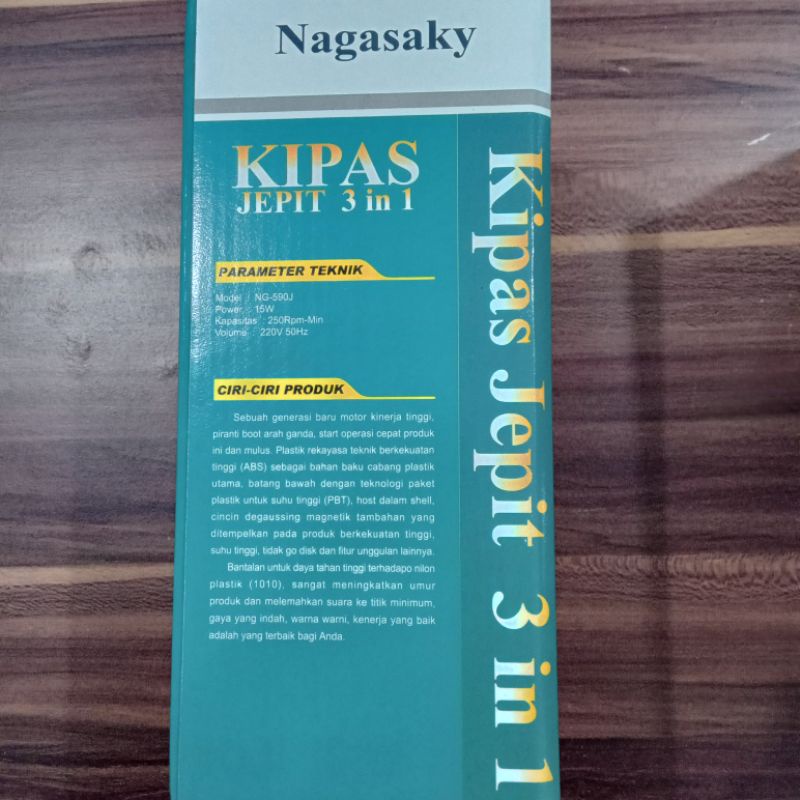 Nagasaky
KIPAS
JEPIT 3 in 1
PARAMETER TEKNIK
Model : NG-590J
Power : 15W
Kapasitas : 250Rpm-Min
Volume : 220V 50Hz
CIRI-CIRI PRODUK
Sebuah generasi baru motor kinerja tinggi,
piranti boot arah ganda, start operasi cepat produk
ini dan mulus. Plastik rekayasa teknik berkekuatan
tinggi (ABS) sebagai bahan baku cabang plastik
utama, batang bawah dengan teknologi paket
plastik untuk suhu tinggi (PBT), host dalam shell,
cincin degaussing magnetik tambahan yang
ditempelkan pada produk berkekuatan tinggi,
suhu tinggi, tidak go disk dan fitur unggulan lainnya.
Bantalan untuk daya tahan tinggi terhadapo nilon
plastik (1010), sangat meningkatkan umur
produk dan melemahkan suara ke titik minimum,
gaya yang indah, warna warni, kenerja yang baik
adalah yang terbaik bagi Anda.
Kipas Jepit 3 in 1